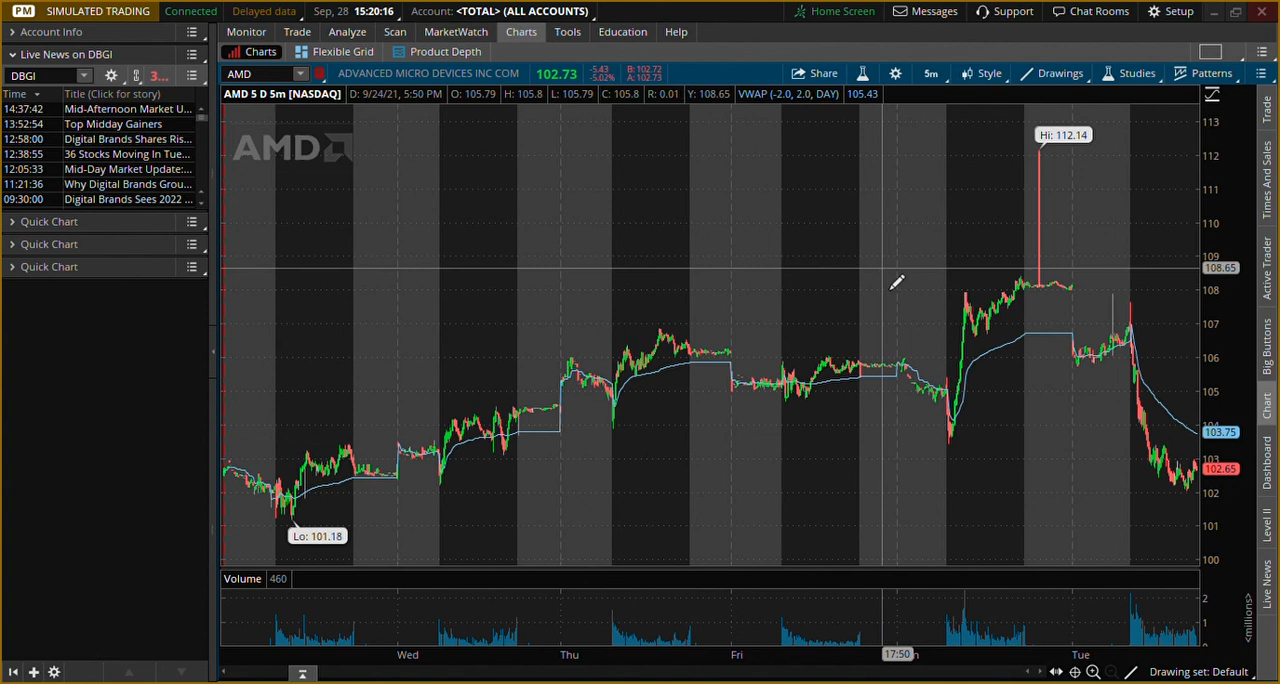 PM SIMULATED TRADING Connected Delayed data Sep, 28 15:20:16 Account: <TOTAL> (ALL ACCOUNTS) Home Screen Messages Support Chat Rooms Setup
Account Info
Live News on DBGI
DBGI 3...
Time Title (Click for story)
14:37:42 Mid-Afternoon Market U...
13:52:54 Top Midday Gainers
12:58:00 Digital Brands Shares Ris...
12:38:55 36 Stocks Moving In Tue...
12:05:33 Mid-Day Market Update:...
11:21:36 Why Digital Brands Grou...
09:30:00 Digital Brands Sees 2022 ...
Quick Chart
Quick Chart
Quick Chart
Monitor Trade Analyze Scan MarketWatch Charts Tools Education Help
Charts Flexible Grid Product Depth
AMD ADVANCED MICRO DEVICES INC COM 102.73 -5.43 -5.02% B: 102.72 A: 102.73 Share 5m Style Drawings Studies Patterns
AMD 5 D 5m [NASDAQ] D: 9/24/21, 5:50 PM O: 105.79 H: 105.8 L: 105.79 C: 105.8 R: 0.01 Y: 108.65 VWAP (-2.0, 2.0, DAY) 105.43
AMD
Hi: 112.14
Lo: 101.18
113
112
111
110
109
108.65
108
107
106
105
104
103.75
103
102.65
102
101
100
Volume 460
2
1
0
<millions>
Wed Thu Fri 17:50 Tue
Drawing set: Default
Trade
Times And Sales
Active Trader
Big Buttons
Chart
Dashboard
Level II
Live News